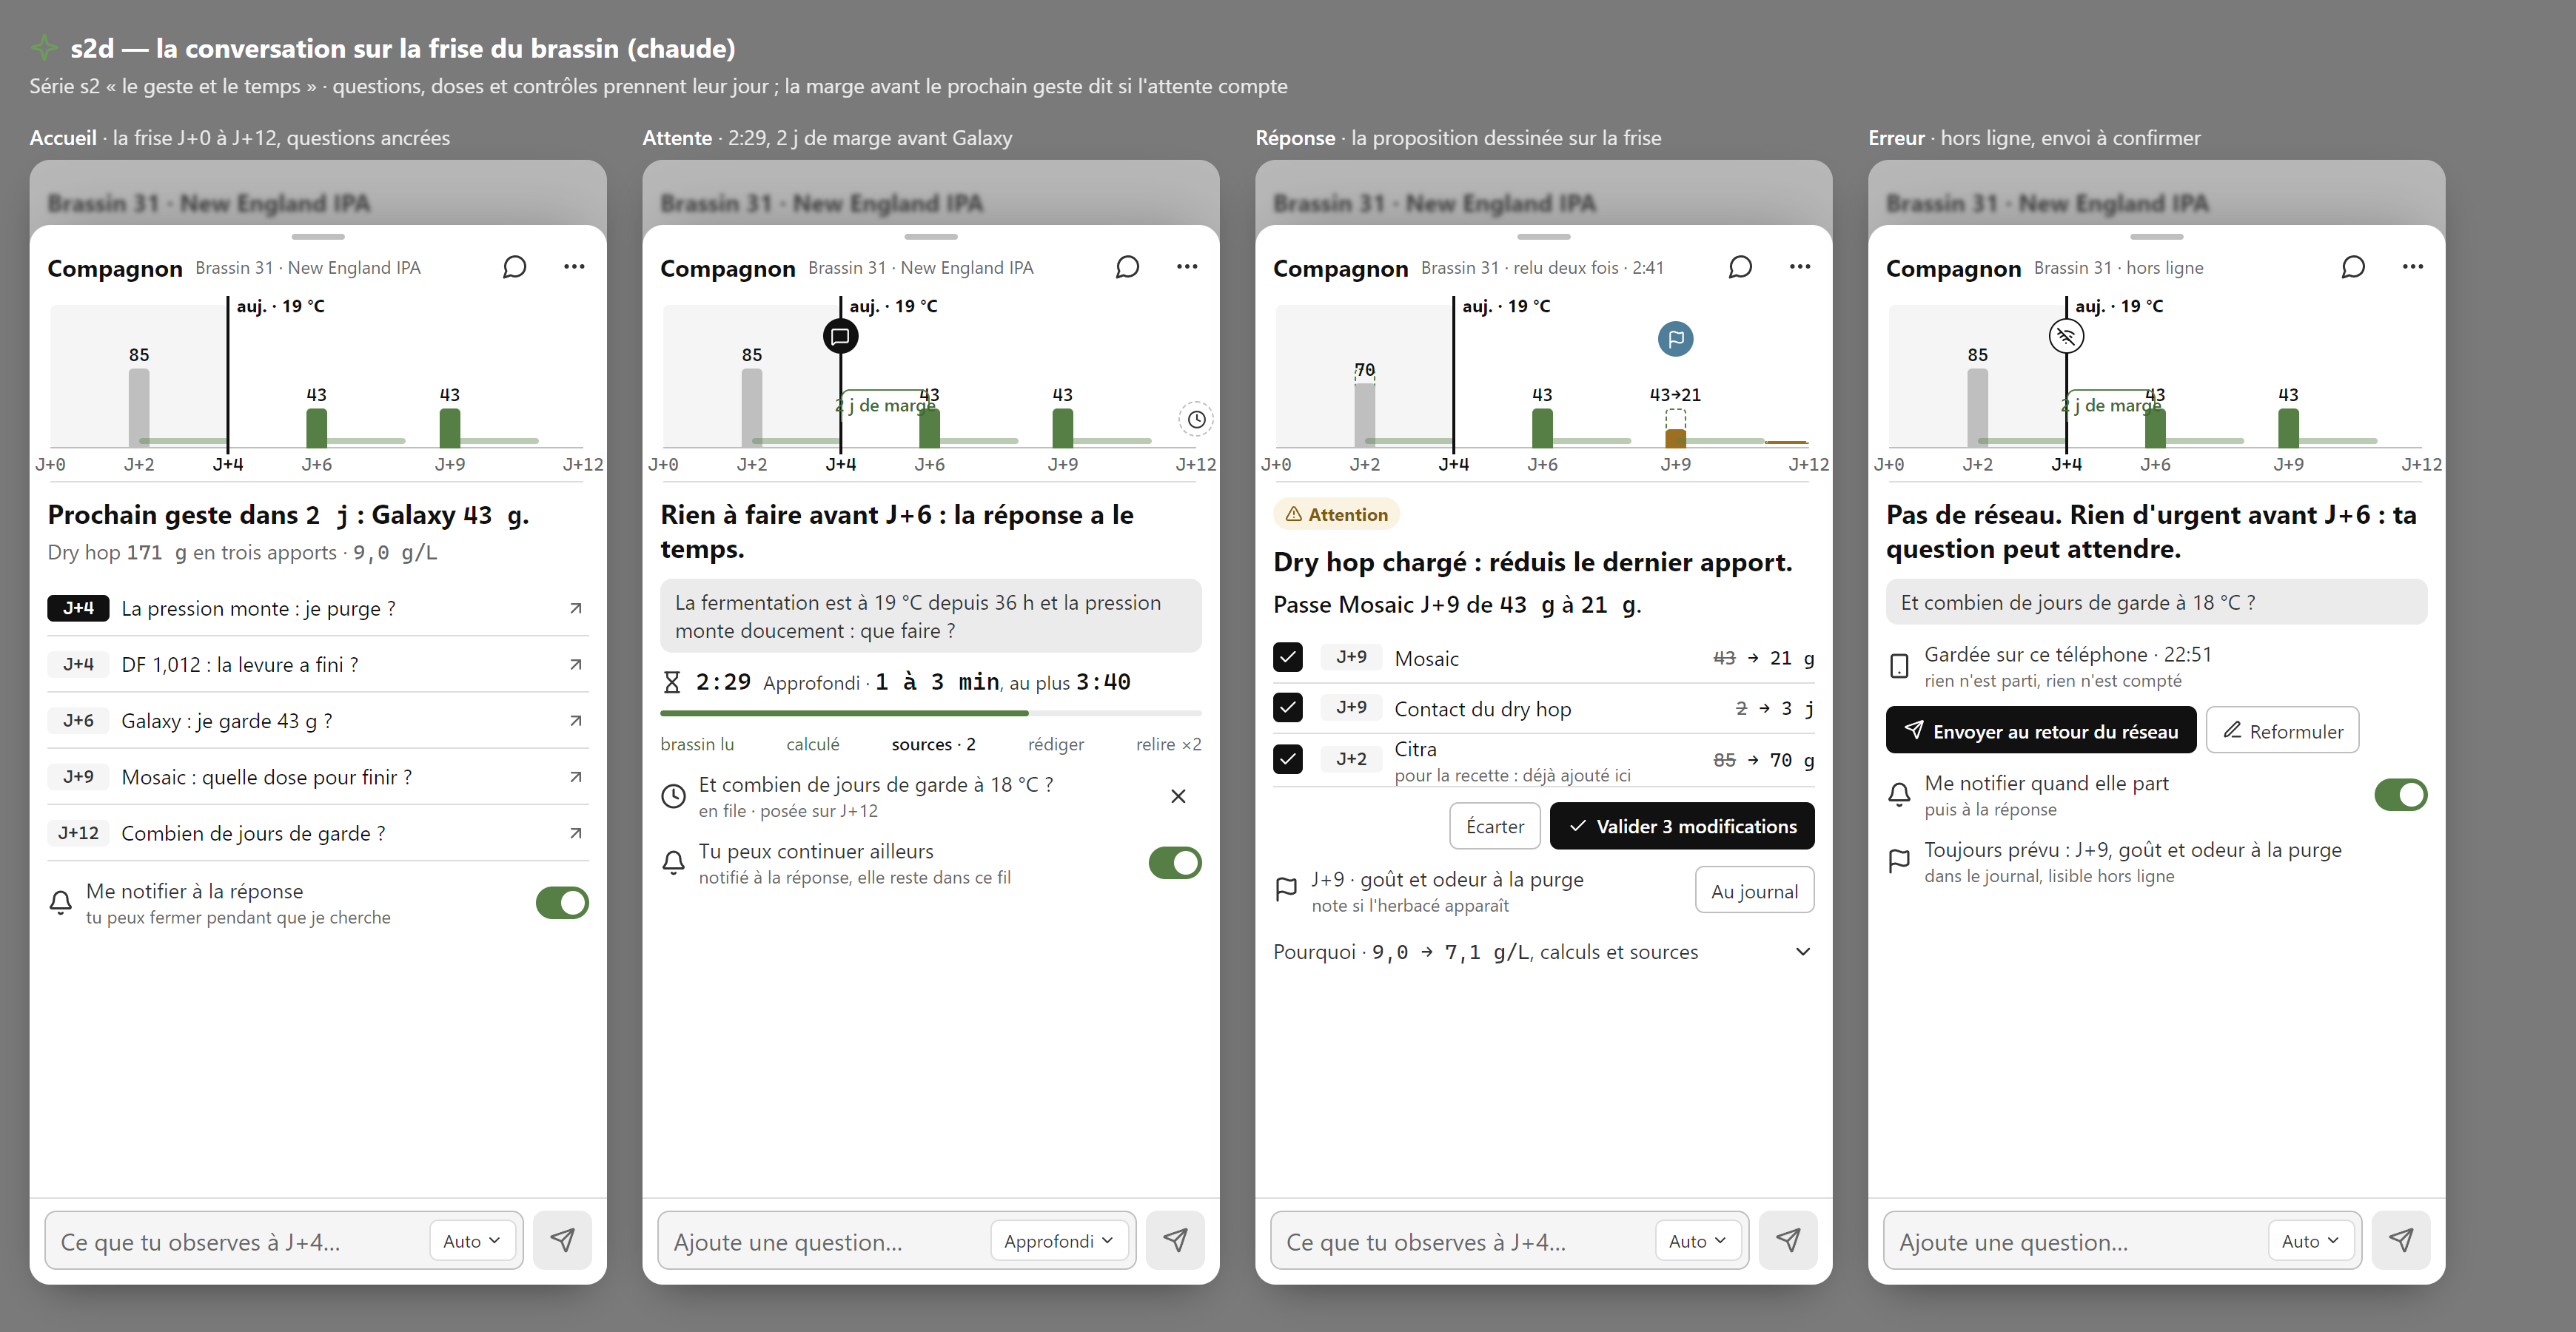 s2d — la conversation sur la frise du brassin (chaude)
Série s2 « le geste et le temps » · questions, doses et contrôles prennent leur jour ; la marge avant le prochain geste dit si l'attente compte
Accueil · la frise J+0 à J+12, questions ancrées
Brassin 31 · New England IPA
Compagnon Brassin 31 · New England IPA
auj. · 19 °C
85
43 43
J+0 J+2 J+4 J+6 J+9 J+12
Prochain geste dans 2 j : Galaxy 43 g.
Dry hop 171 g en trois apports · 9,0 g/L
J+4 La pression monte : je purge ?
J+4 DF 1,012 : la levure a fini ?
J+6 Galaxy : je garde 43 g ?
J+9 Mosaic : quelle dose pour finir ?
J+12 Combien de jours de garde ?
Me notifier à la réponse
tu peux fermer pendant que je cherche
Ce que tu observes à J+4... Auto
Attente · 2:29, 2 j de marge avant Galaxy
Brassin 31 · New England IPA
Compagnon Brassin 31 · New England IPA
auj. · 19 °C
85
43 43
2 j de marge
J+0 J+2 J+4 J+6 J+9 J+12
Rien à faire avant J+6 : la réponse a le
temps.
La fermentation est à 19 °C depuis 36 h et la pression
monte doucement : que faire ?
2:29 Approfondi · 1 à 3 min, au plus 3:40
brassin lu calculé sources · 2 rédiger relire ×2
Et combien de jours de garde à 18 °C ?
en file · posée sur J+12
Tu peux continuer ailleurs
notifié à la réponse, elle reste dans ce fil
Ajoute une question... Approfondi
Réponse · la proposition dessinée sur la frise
Brassin 31 · New England IPA
Compagnon Brassin 31 · relu deux fois · 2:41
auj. · 19 °C
70
43 43→21
J+0 J+2 J+4 J+6 J+9 J+12
Attention
Dry hop chargé : réduis le dernier apport.
Passe Mosaic J+9 de 43 g à 21 g.
J+9 Mosaic 43 → 21 g
J+9 Contact du dry hop 2 → 3 j
J+2 Citra 85 → 70 g
pour la recette : déjà ajouté ici
Écarter Valider 3 modifications
J+9 · goût et odeur à la purge
note si l'herbacé apparaît
Au journal
Pourquoi · 9,0 → 7,1 g/L, calculs et sources
Ce que tu observes à J+4... Auto
Erreur · hors ligne, envoi à confirmer
Brassin 31 · New England IPA
Compagnon Brassin 31 · hors ligne
auj. · 19 °C
85
43 43
2 j de marge
J+0 J+2 J+4 J+6 J+9 J+12
Pas de réseau. Rien d'urgent avant J+6 : ta
question peut attendre.
Et combien de jours de garde à 18 °C ?
Gardée sur ce téléphone · 22:51
rien n'est parti, rien n'est compté
Envoyer au retour du réseau Reformuler
Me notifier quand elle part
puis à la réponse
Toujours prévu : J+9, goût et odeur à la purge
dans le journal, lisible hors ligne
Ajoute une question... Auto